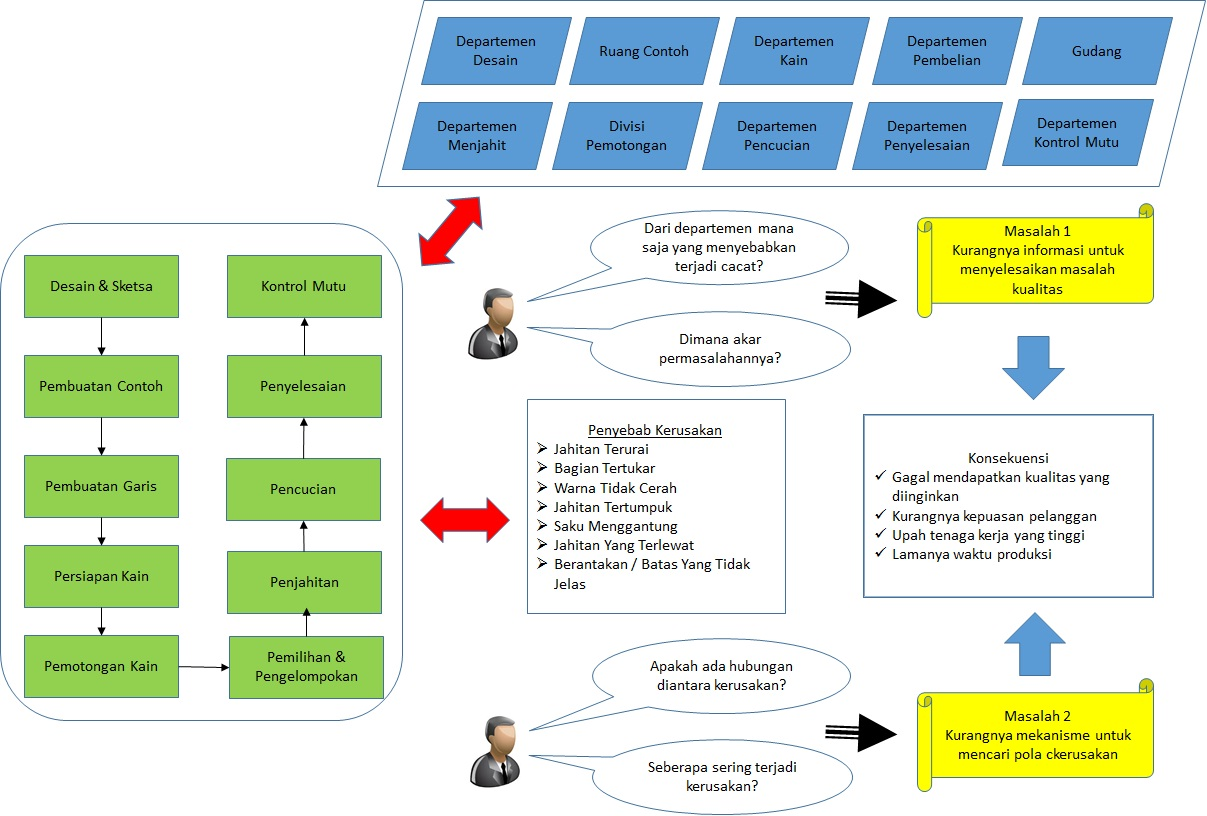 Departemen
Desain
Ruang Contoh
Departemen
Kain
Departemen
Pembelian
Gudang
Departemen
Menjahit
Divisi
Pemotongan
Departemen
Pencucian
Departemen
Penyelesaian
Departemen
Kontrol Mutu
Desain & Sketsa
Pembuatan Contoh
Pembuatan Garis
Persiapan Kain
Pemotongan Kain
Pemilihan &
Pengelompokan
Penjahitan
Pencucian
Penyelesaian
Kontrol Mutu
Dari departemen mana
saja yang menyebabkan
terjadi cacat?
Dimana akar
permasalahannya?
Masalah 1
Kurangnya informasi untuk
menyelesaikan masalah
kualitas
Penyebab Kerusakan
Jahitan Terurai
Bagian Tertukar
Warna Tidak Cerah
Jahitan Tertumpuk
Saku Menggantung
Jahitan Yang Terlewat
Berantakan / Batas Yang Tidak
Jelas
Konsekuensi
Gagal mendapatkan kualitas yang
diinginkan
Kurangnya kepuasan pelanggan
Upah tenaga kerja yang tinggi
Lamanya waktu produksi
Apakah ada hubungan
diantara kerusakan?
Seberapa sering terjadi
kerusakan?
Masalah 2
Kurangnya mekanisme untuk
mencari pola ckerusakan